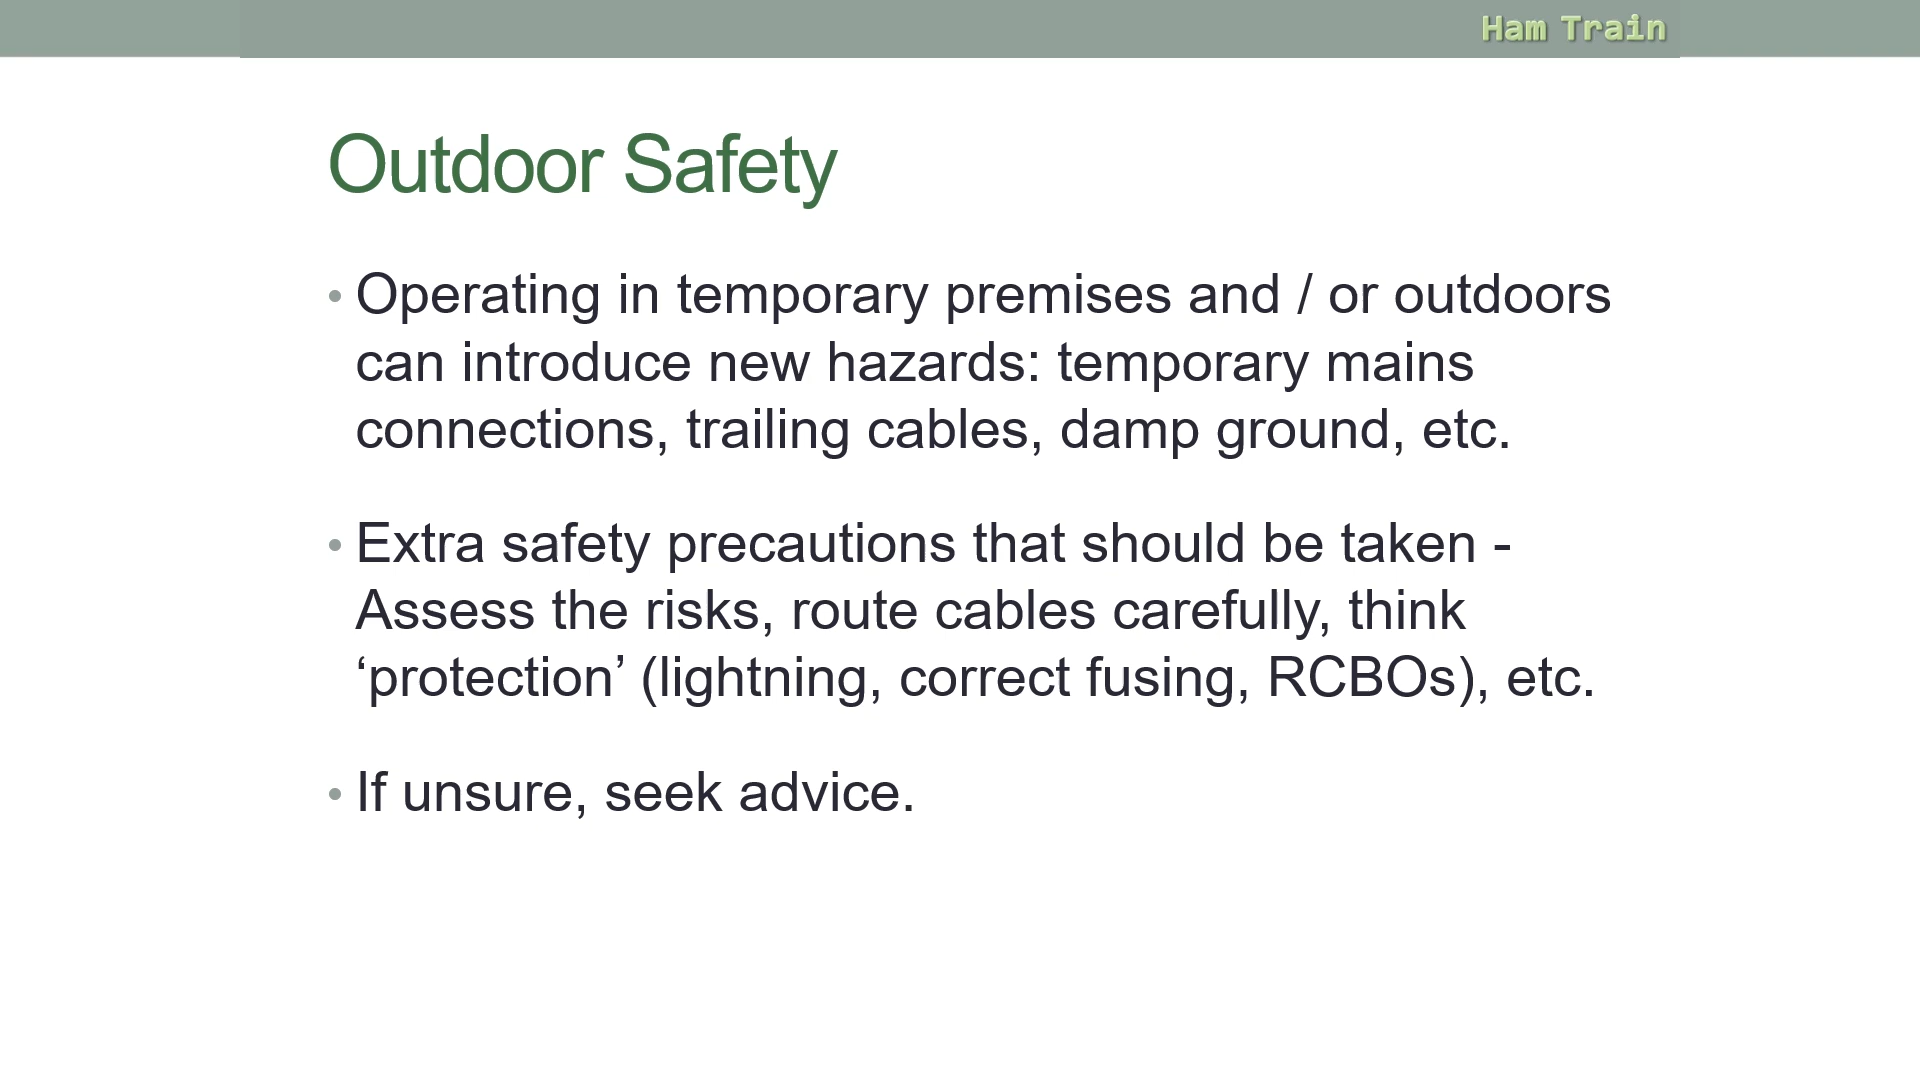 Ham Train
Outdoor Safety
• Operating in temporary premises and / or outdoors
can introduce new hazards: temporary mains
connections, trailing cables, damp ground, etc.
• Extra safety precautions that should be taken -
Assess the risks, route cables carefully, think
‘protection’ (lightning, correct fusing, RCBOs), etc.
• If unsure, seek advice.